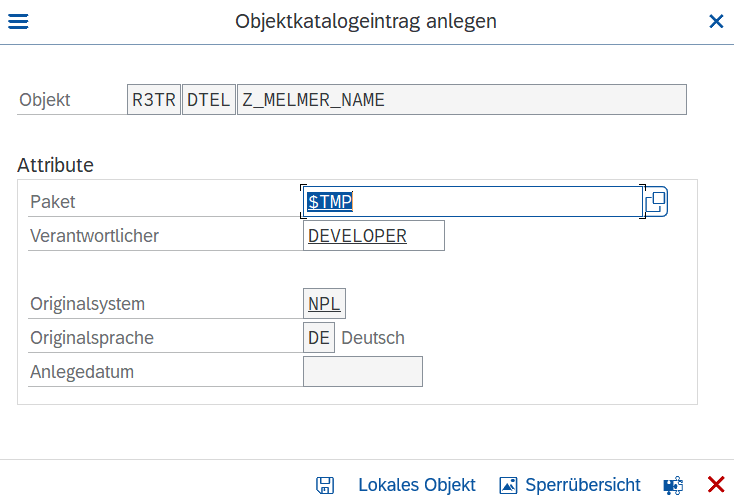 Objektkatalogeintrag anlegen
Objekt R3TR DTEL Z_MELMER_NAME
Attribute
Paket $TMP
Verantwortlicher DEVELOPER
Originalsystem NPL
Originalsprache DE Deutsch
Anlegedatum
Lokales Objekt Sperrübersicht